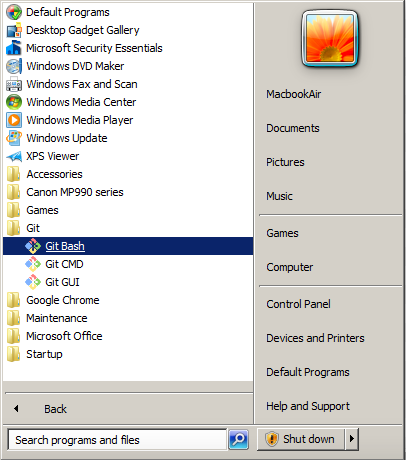 Default Programs
Desktop Gadget Gallery
Microsoft Security Essentials
Windows DVD Maker
Windows Fax and Scan
Windows Media Center
Windows Media Player
Windows Update
XPS Viewer
Accessories
Canon MP990 series
Games
Git
Git Bash
Git CMD
Git GUI
Google Chrome
Maintenance
Microsoft Office
Startup
Back
Search programs and files
MacbookAir
Documents
Pictures
Music
Games
Computer
Control Panel
Devices and Printers
Default Programs
Help and Support
Shut down